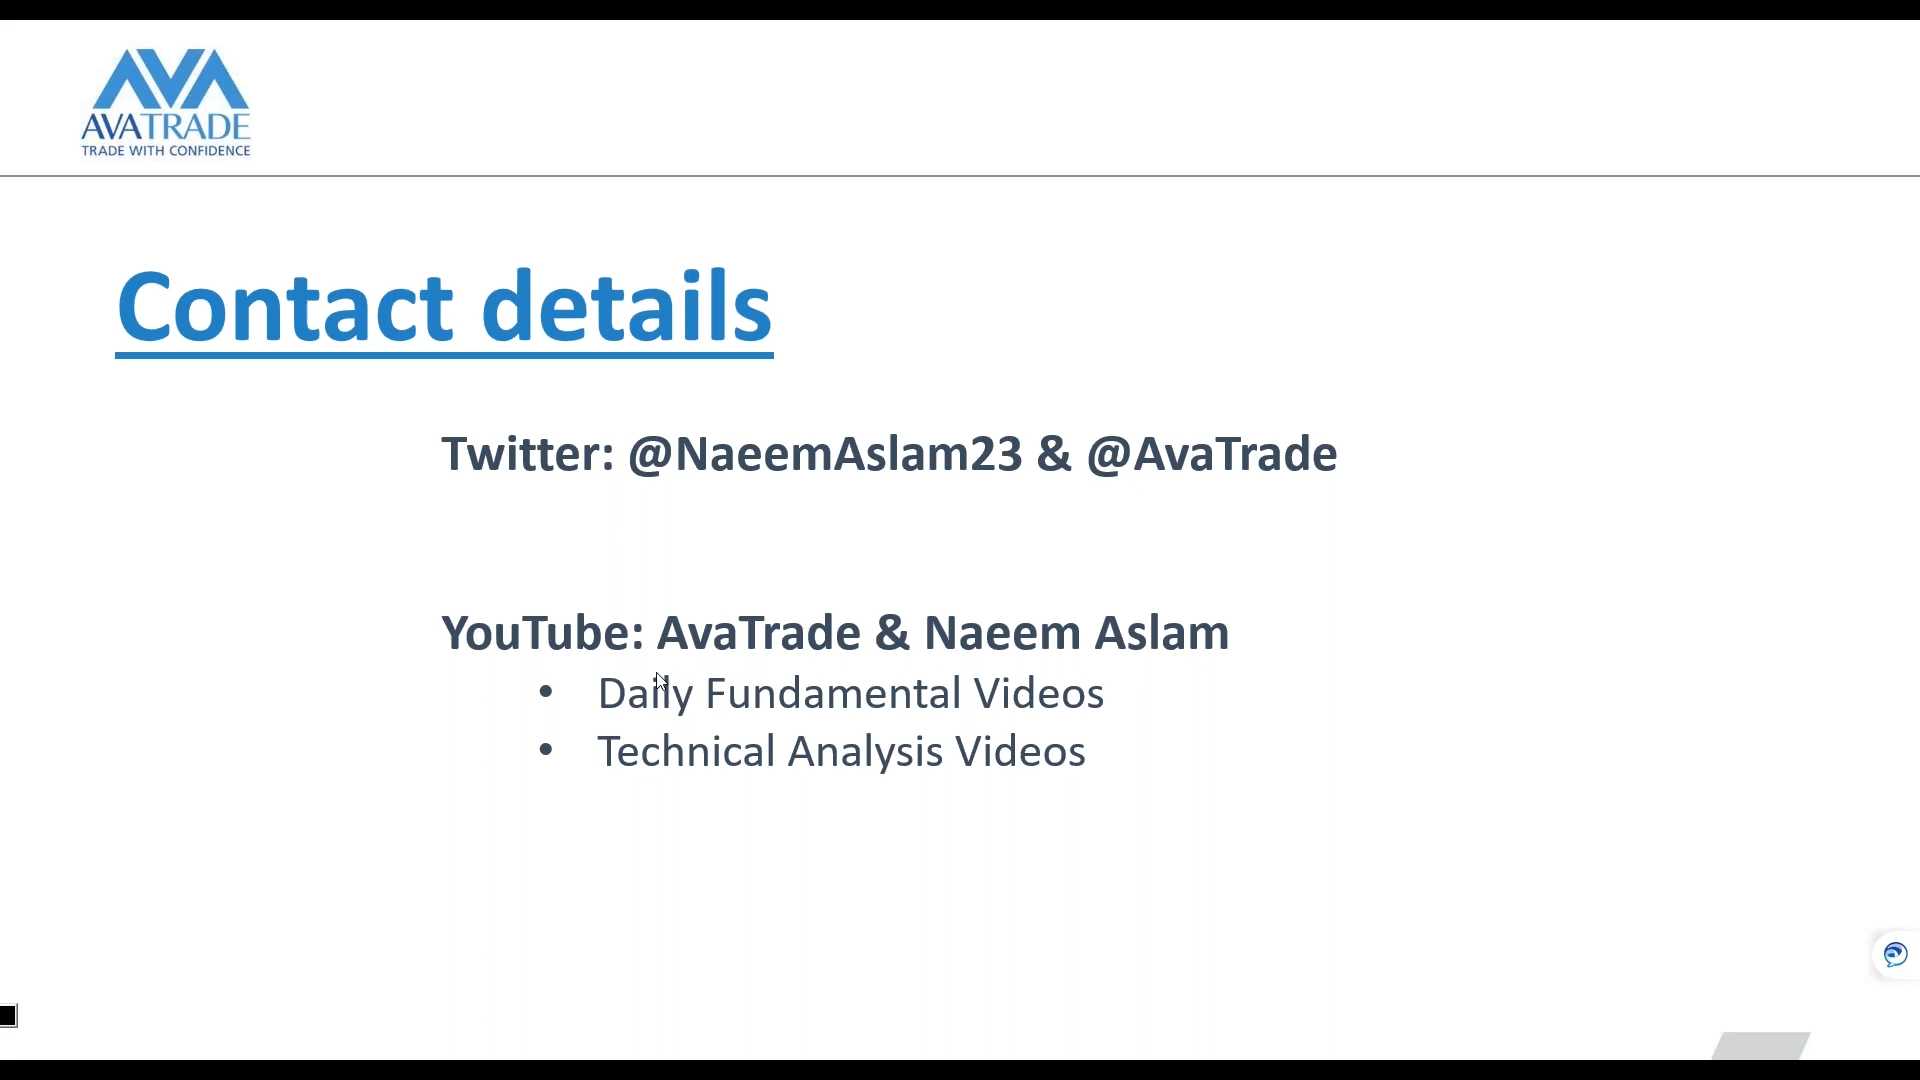 AVATRADE
TRADE WITH CONFIDENCE
Contact details
Twitter: @NaeemAslam23 & @AvaTrade
YouTube: AvaTrade & Naeem Aslam
• Daily Fundamental Videos
• Technical Analysis Videos